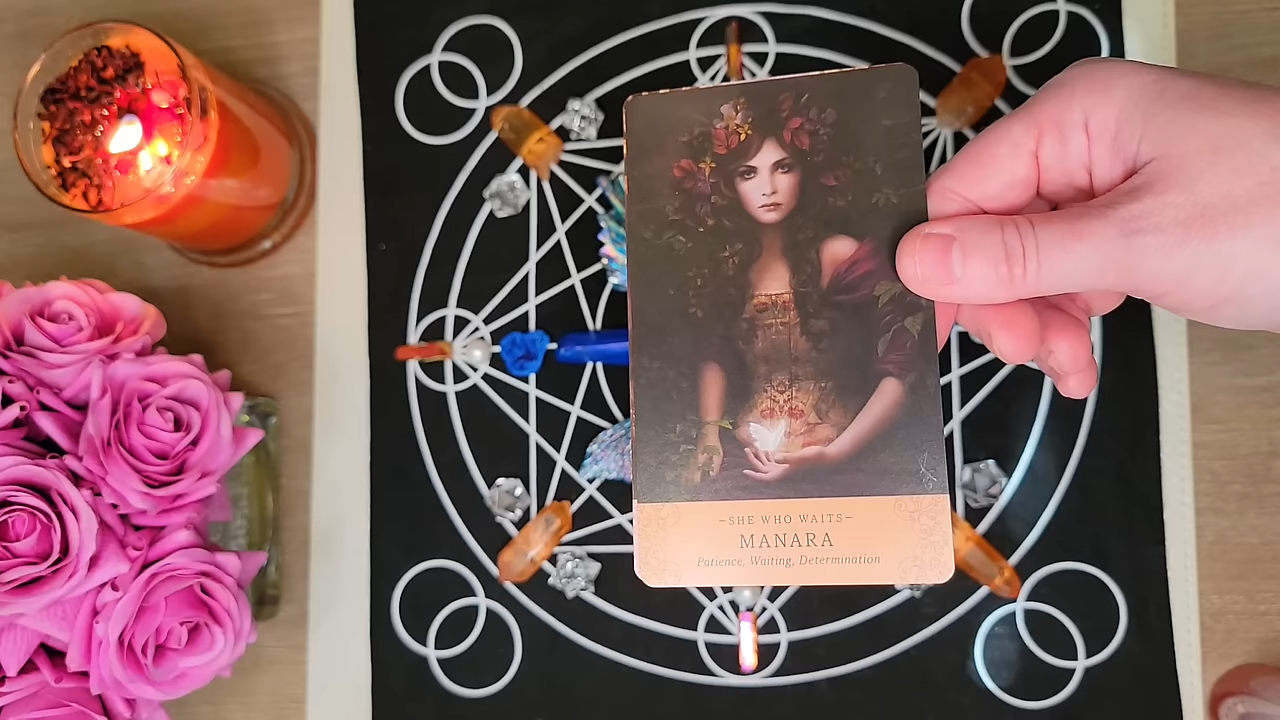 -SHE WHO WAITS-
MANARA
Patience, Waiting, Determination